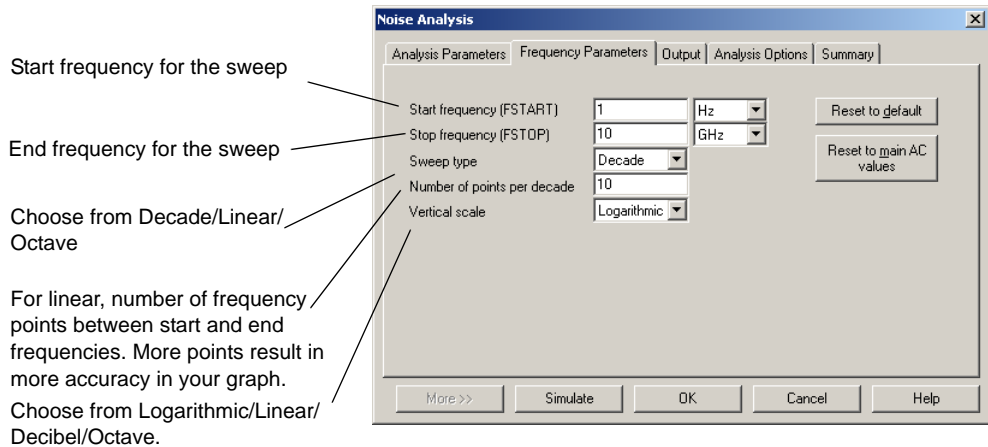 Start frequency for the sweep
End frequency for the sweep
Choose from Decade/Linear/
Octave
For linear, number of frequency
points between start and end
frequencies. More points result in
more accuracy in your graph.
Choose from Logarithmic/Linear/
Decibel/Octave.
Noise Analysis
Analysis Parameters Frequency Parameters Output Analysis Options Summary
Start frequency (FSTART) 1 Hz Reset to default
Stop frequency (FSTOP) 10 GHz
Sweep type Decade
Number of points per decade 10
Vertical scale Logarithmic
Reset to main AC
values
More >> Simulate OK Cancel Help